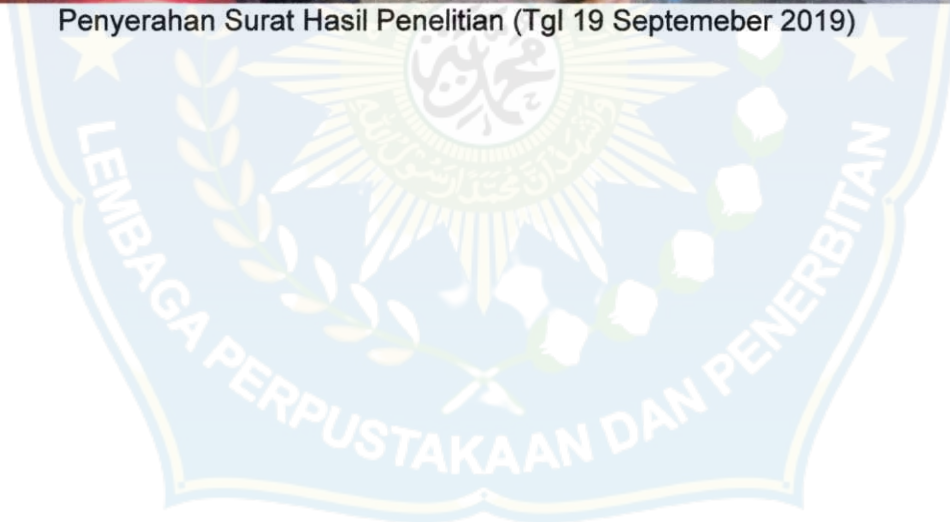 Penyerahan Surat Hasil Penelitian (Tgl 19 Septemeber 2019)
LEMBAGA PERPUSTAKAAN DAN PENERBITAN